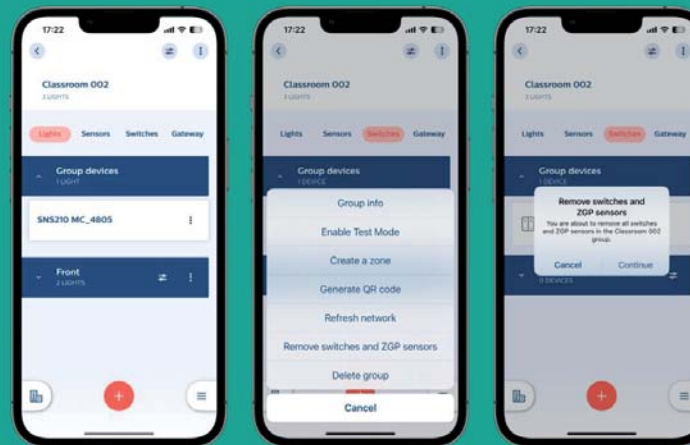 17:22
Classroom 002
2 LIGHTS
Lights Sensors Switches Gateway
Group devices
1 LIGHT
SNS210 MC_4805
Front
2 LIGHTS
17:22
Classroom 002
Lights Sensors Switches Gateway
Group devices
1 DEVICE
Group info
Enable Test Mode
Create a zone
Generate QR code
Refresh network
Remove switches and ZGP sensors
Delete group
Cancel
17:22
Classroom 002
2 LIGHTS
Lights Sensors Switches Gateway
Group devices
1 DEVICE
Remove switches and
ZGP sensors
You are about to remove all switches
and ZGP sensors in the Classroom 002
group.
Cancel Continue
0 DEVICES